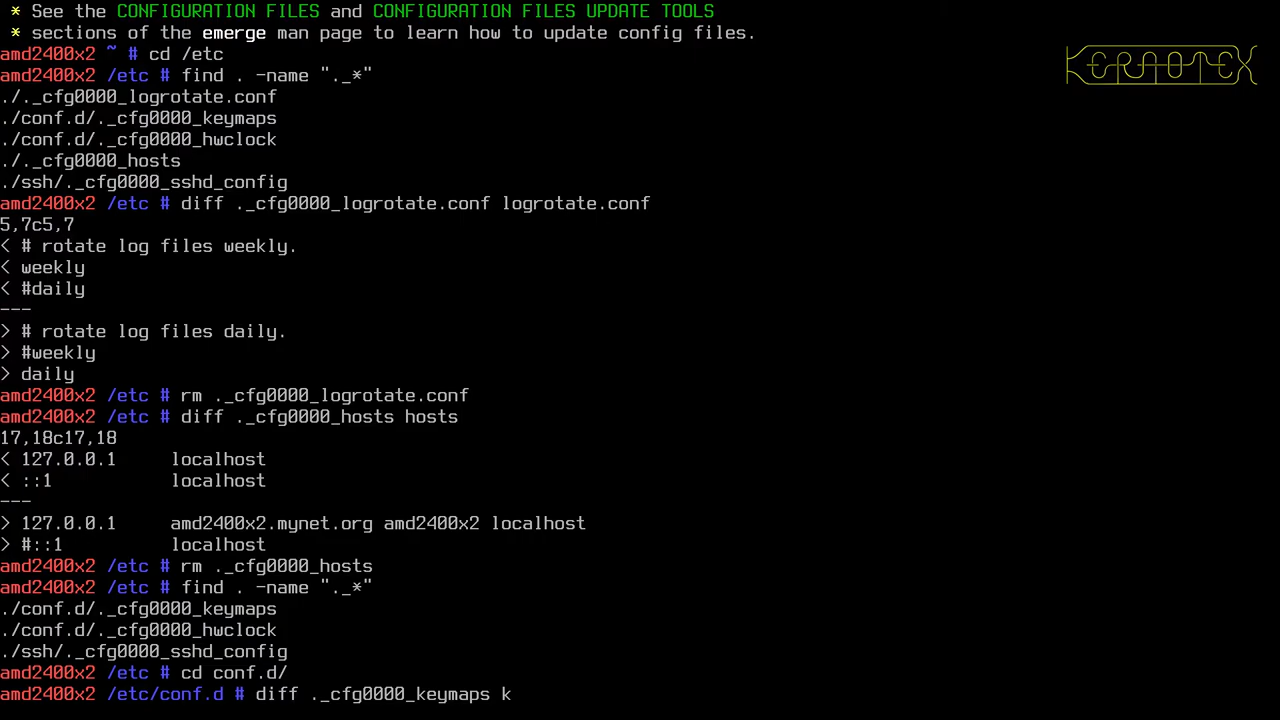 * See the CONFIGURATION FILES and CONFIGURATION FILES UPDATE TOOLS
* sections of the emerge man page to learn how to update config files.
amd2400x2 ~ # cd /etc
KERNOTEX
amd2400x2 /etc # find . -name "._*"
./._cfg0000_logrotate.conf
./conf.d/._cfg0000_keymaps
./conf.d/._cfg0000_hwclock
./._cfg0000_hosts
./ssh/._cfg0000_sshd_config
amd2400x2 /etc # diff ._cfg0000_logrotate.conf logrotate.conf
5,7c5,7
< # rotate log files weekly.
< weekly
< #daily
---
> # rotate log files daily.
> #weekly
> daily
amd2400x2 /etc # rm ._cfg0000_logrotate.conf
amd2400x2 /etc # diff ._cfg0000_hosts hosts
17,18c17,18
< 127.0.0.1     localhost
< ::1           localhost
---
> 127.0.0.1     amd2400x2.mynet.org amd2400x2 localhost
> #::1          localhost
amd2400x2 /etc # rm ._cfg0000_hosts
amd2400x2 /etc # find . -name "._*"
./conf.d/._cfg0000_keymaps
./conf.d/._cfg0000_hwclock
./ssh/._cfg0000_sshd_config
amd2400x2 /etc # cd conf.d/
amd2400x2 /etc/conf.d # diff ._cfg0000_keymaps k